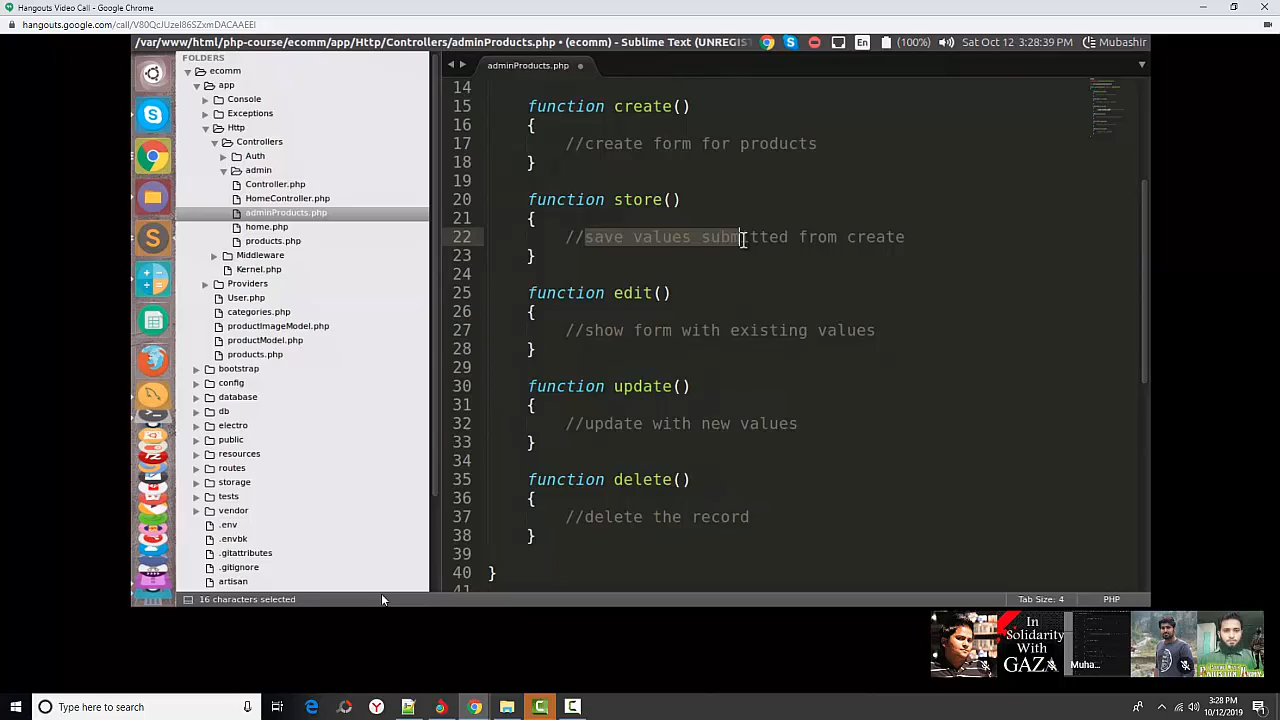 Hangouts Video Call - Google Chrome
hangouts.google.com/call/V80QcJUzeI86SZxmDACAAEEI
/var/www/html/php-course/ecomm/app/Http/Controllers/adminProducts.php • (ecomm) - Sublime Text (UNREGIST
En
(100%)
Sat Oct 12 3:28:39 PM
Mubashir
FOLDERS
ecomm
app
Console
Exceptions
Http
Controllers
Auth
admin
Controller.php
HomeController.php
adminProducts.php
home.php
products.php
Middleware
Kernel.php
Providers
User.php
categories.php
productImageModel.php
productModel.php
products.php
bootstrap
config
database
db
electro
public
resources
routes
storage
tests
vendor
.env
.envbk
.gitattributes
.gitignore
artisan
adminProducts.php
14
15 function create()
16 {
17 //create form for products
18 }
19
20 function store()
21 {
22 //save values submitted from create
23 }
24
25 function edit()
26 {
27 //show form with existing values
28 }
29
30 function update()
31 {
32 //update with new values
33 }
34
35 function delete()
36 {
37 //delete the record
38 }
39
40 }
41
16 characters selected
Tab Size: 4
PHP
In
Solidarity
With
GAZA
Muha...
Type here to search
3:28 PM
10/12/2019